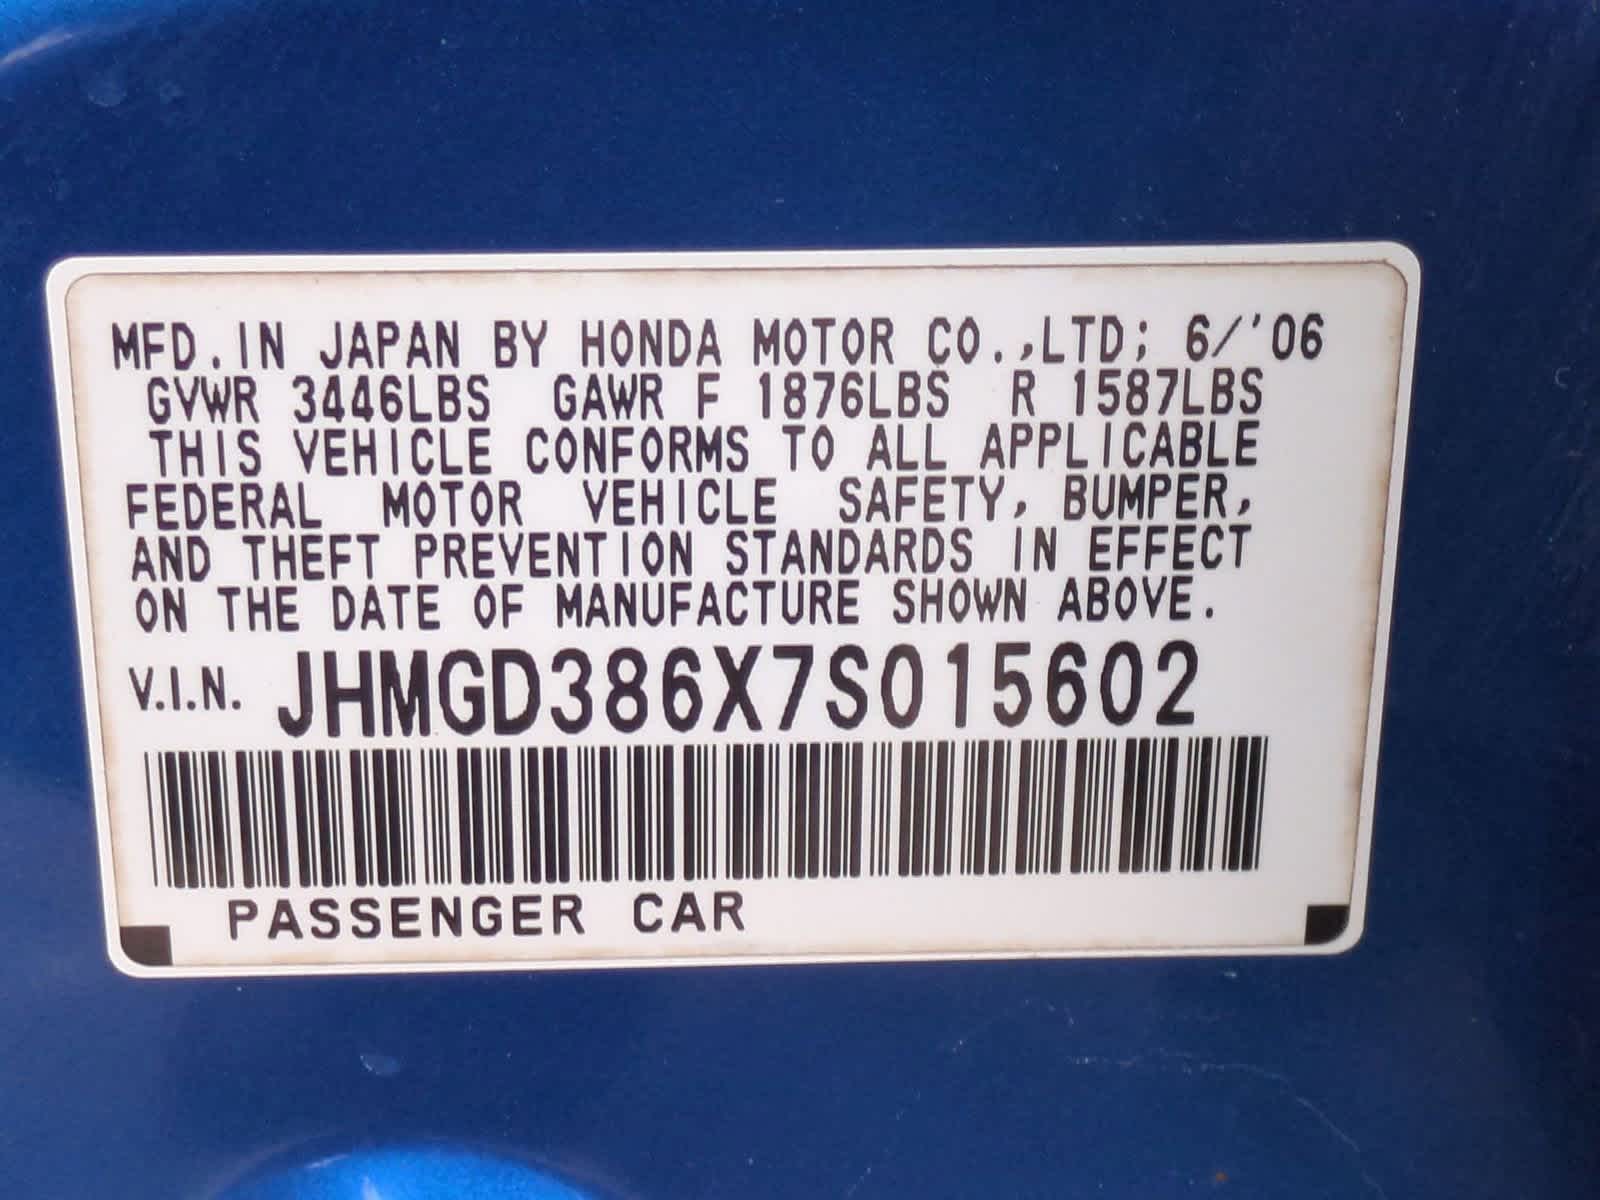 MFD.IN JAPAN BY HONDA MOTOR CO.,LTD; 6/'06
GVWR 3446LBS GAWR F 1876LBS R 1587LBS
THIS VEHICLE CONFORMS TO ALL APPLICABLE
FEDERAL MOTOR VEHICLE SAFETY, BUMPER,
AND THEFT PREVENTION STANDARDS IN EFFECT
ON THE DATE OF MANUFACTURE SHOWN ABOVE.
V.I.N. JHMGD386X7S015602
PASSENGER CAR